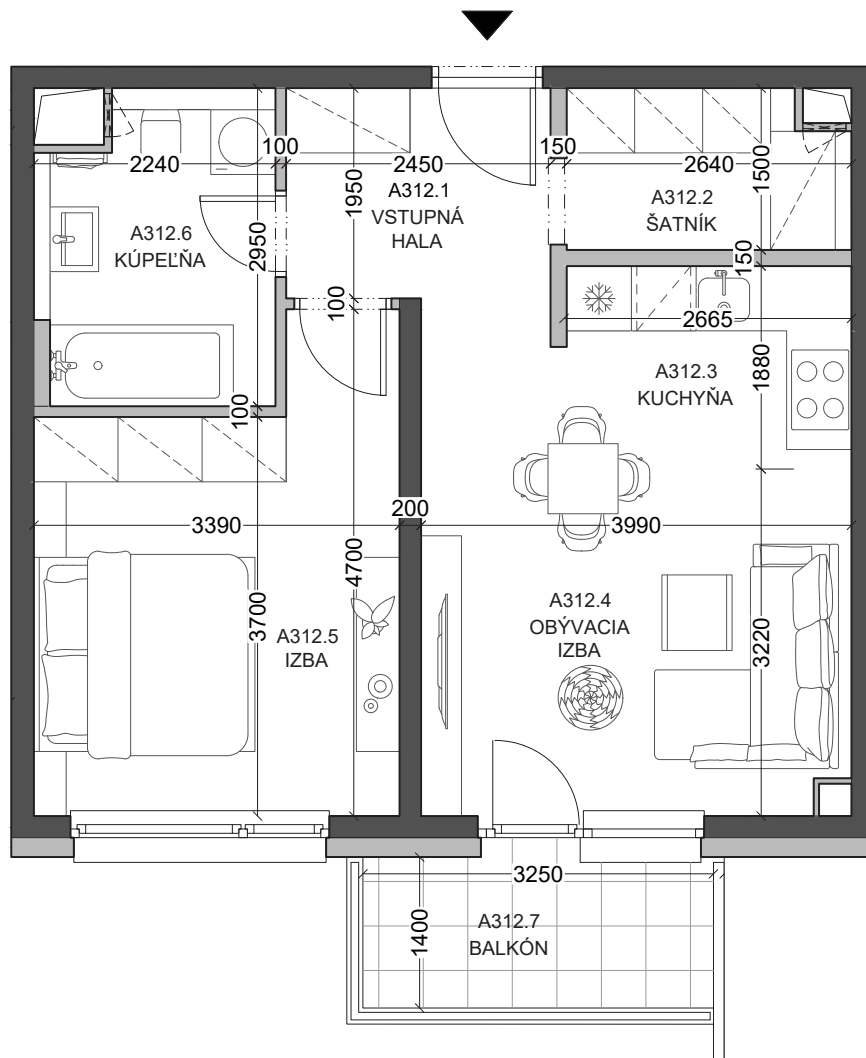 2240
100
2450
150
2640
1500
1950
A312.1
VSTUPNÁ
HALA
A312.2
ŠATNÍK
A312.6
KÚPEĽŇA
2950
150
100
2665
A312.3
KUCHYŇA
1880
100
3390
200
3990
4700
3700
A312.5
IZBA
A312.4
OBÝVACIA
IZBA
3220
3250
1400
A312.7
BALKÓN